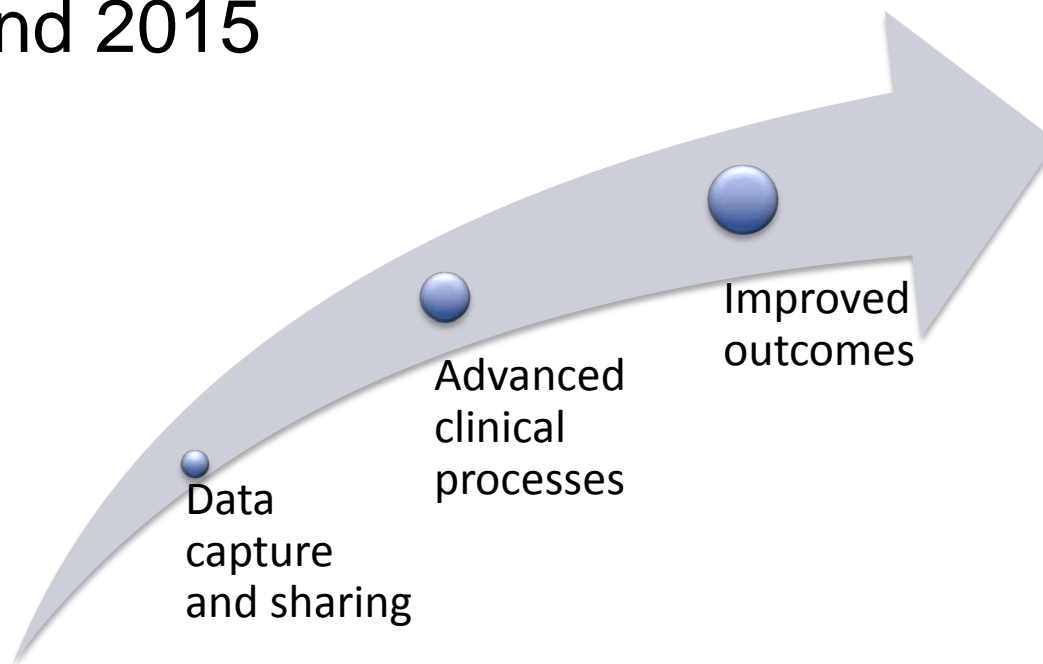 nd 2015
Improved
outcomes
Advanced
clinical
processes
Data
capture
and sharing